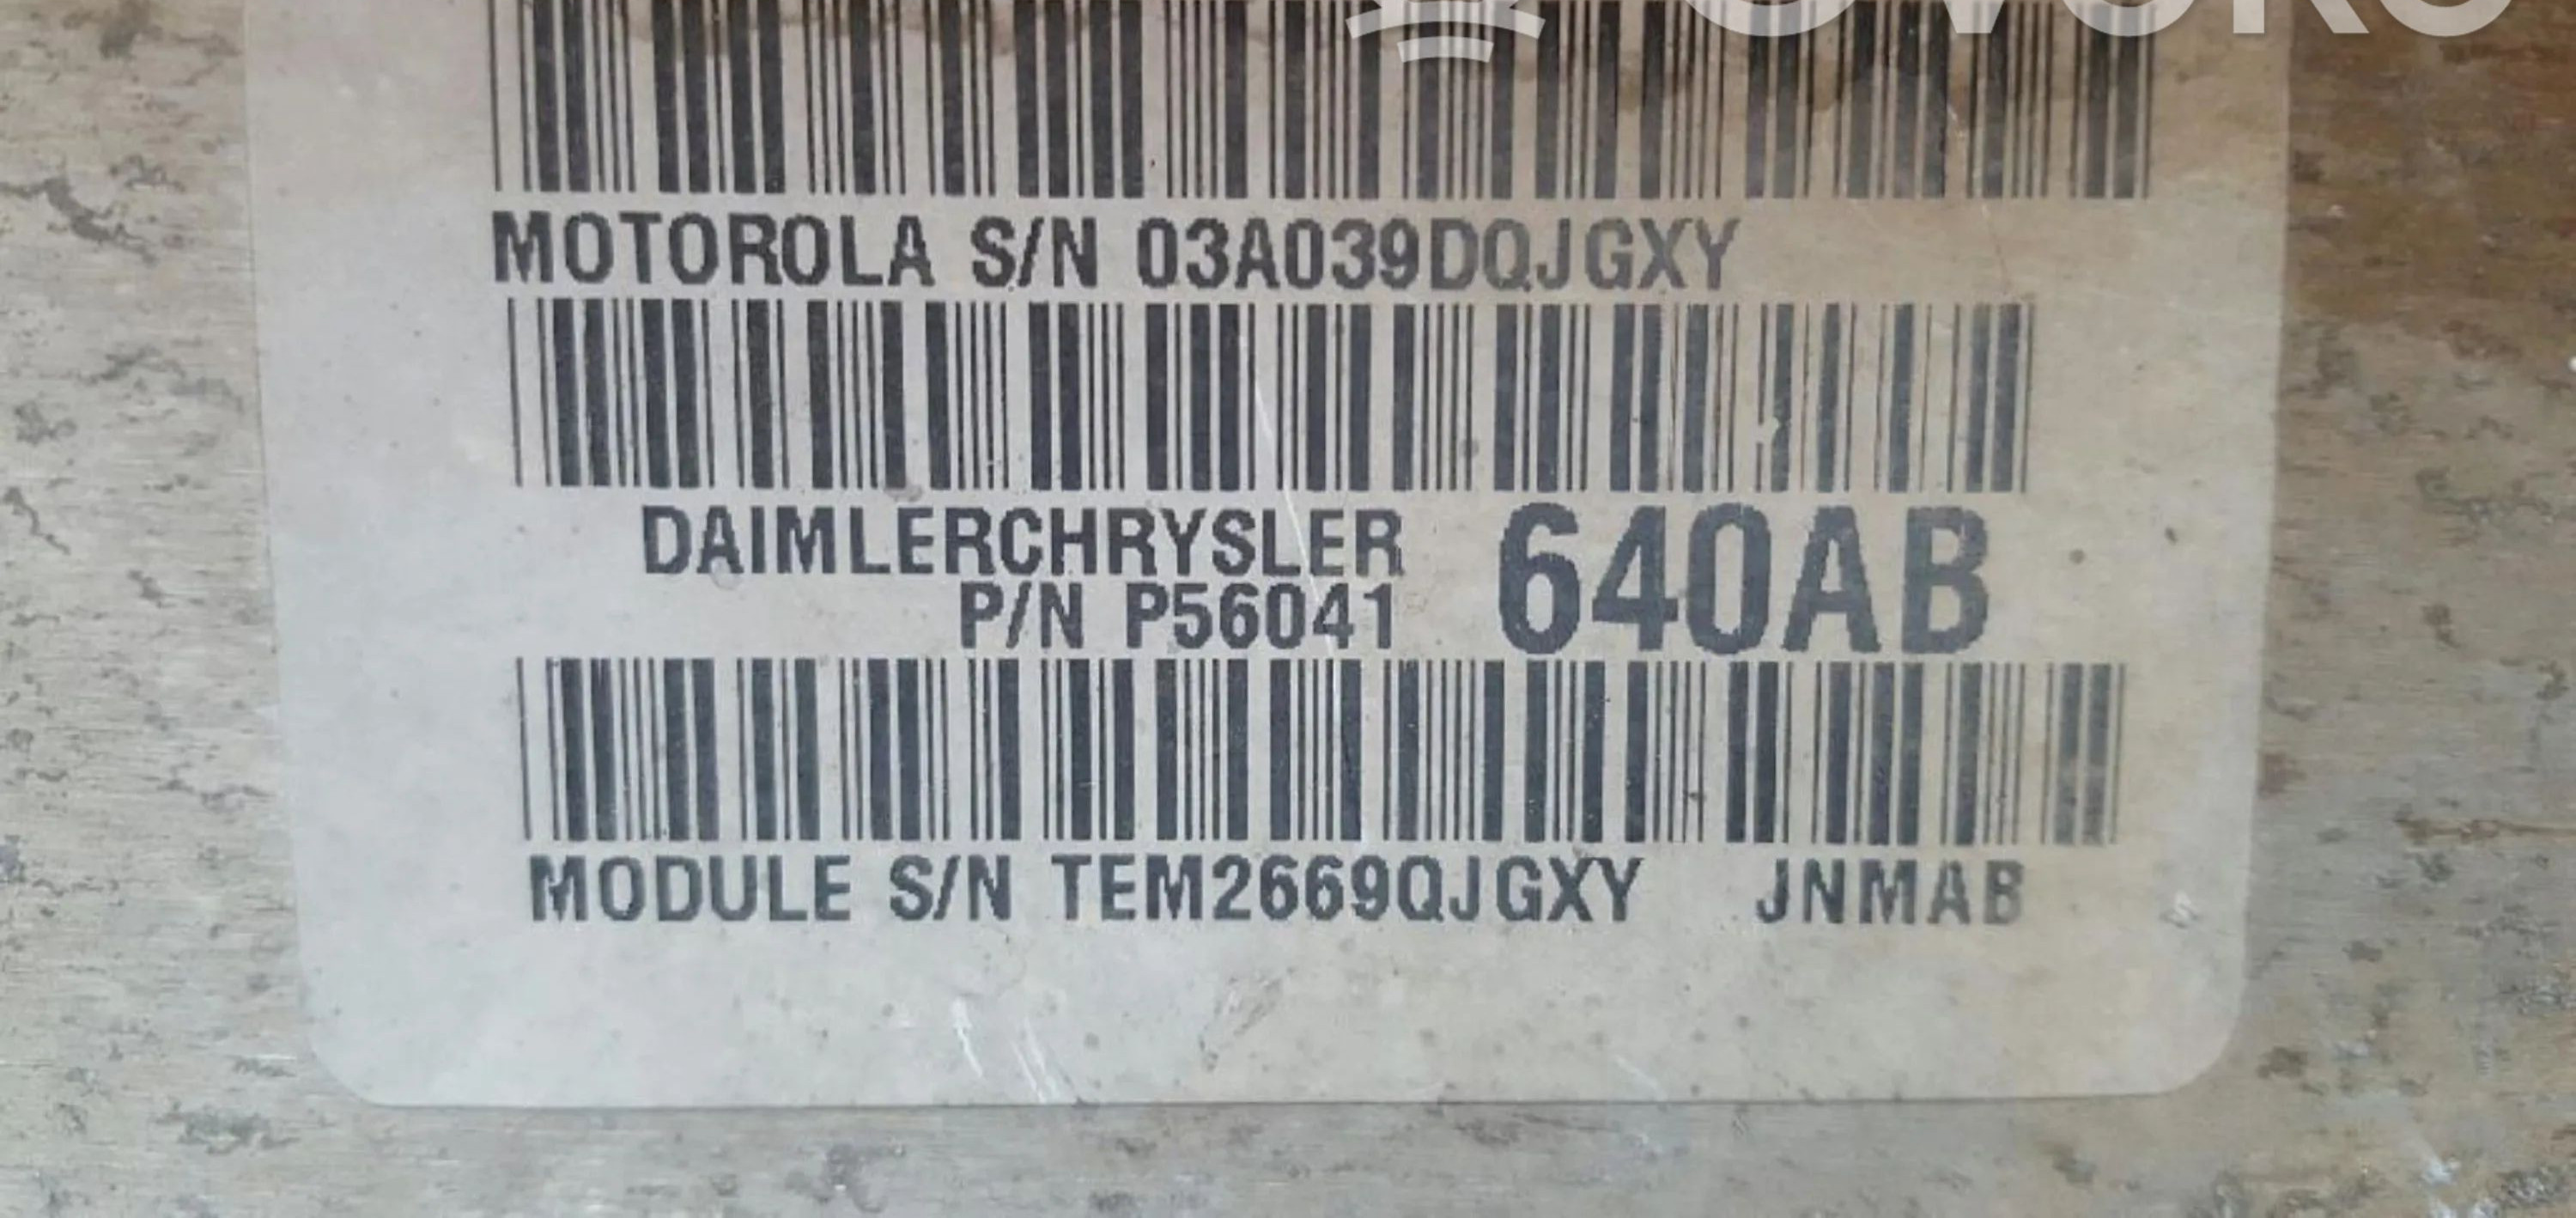 MOTOROLA S/N 03A039DQJGXY
DAIMLERCHRYSLER 640AB
P/N P56041
MODULE S/N TEM2669QJGXY JNMAB